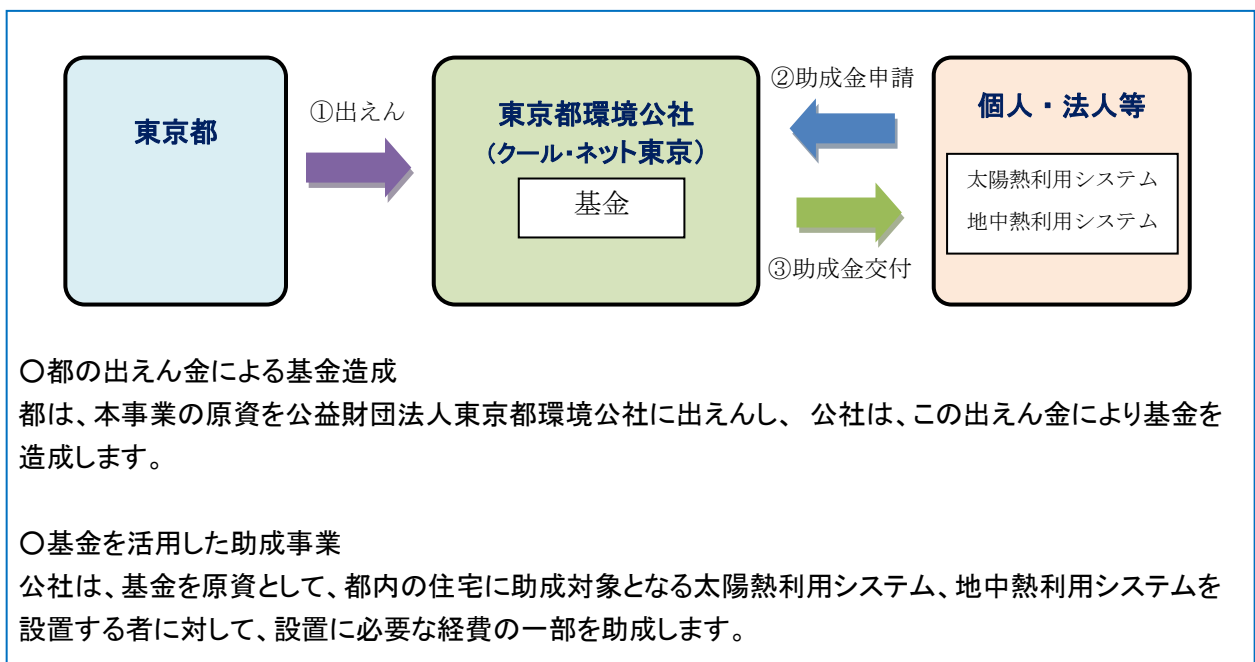 東京都
①出えん
東京都環境公社
(クール・ネット東京)
基金
②助成金申請
③助成金交付
個人・法人等
太陽熱利用システム
地中熱利用システム
〇都の出えん金による基金造成
都は、本事業の原資を公益財団法人東京都環境公社に出えんし、 公社は、この出えん金により基金を
造成します。
〇基金を活用した助成事業
公社は、基金を原資として、都内の住宅に助成対象となる太陽熱利用システム、地中熱利用システムを
設置する者に対して、設置に必要な経費の一部を助成します。